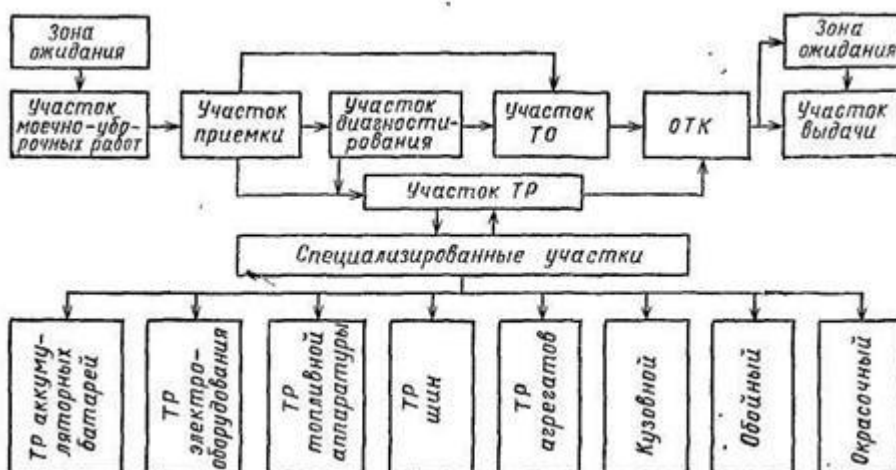 Зона
ожидания
Зона
ожидания
Участок
моечно-убо-
рочных работ
Участок
приемки
Участок
диагности-
рования
Участок
ТО
ОТК
Участок
выдачи
Участок ТР
Специализированные участки
ТР аккуму-
ляторных
батарей
ТР
электро-
оборудования
ТР
топливной
аппаратуры
ТР
шин
ТР
агрегатов
Кузовной
Обойный
Окрасочный